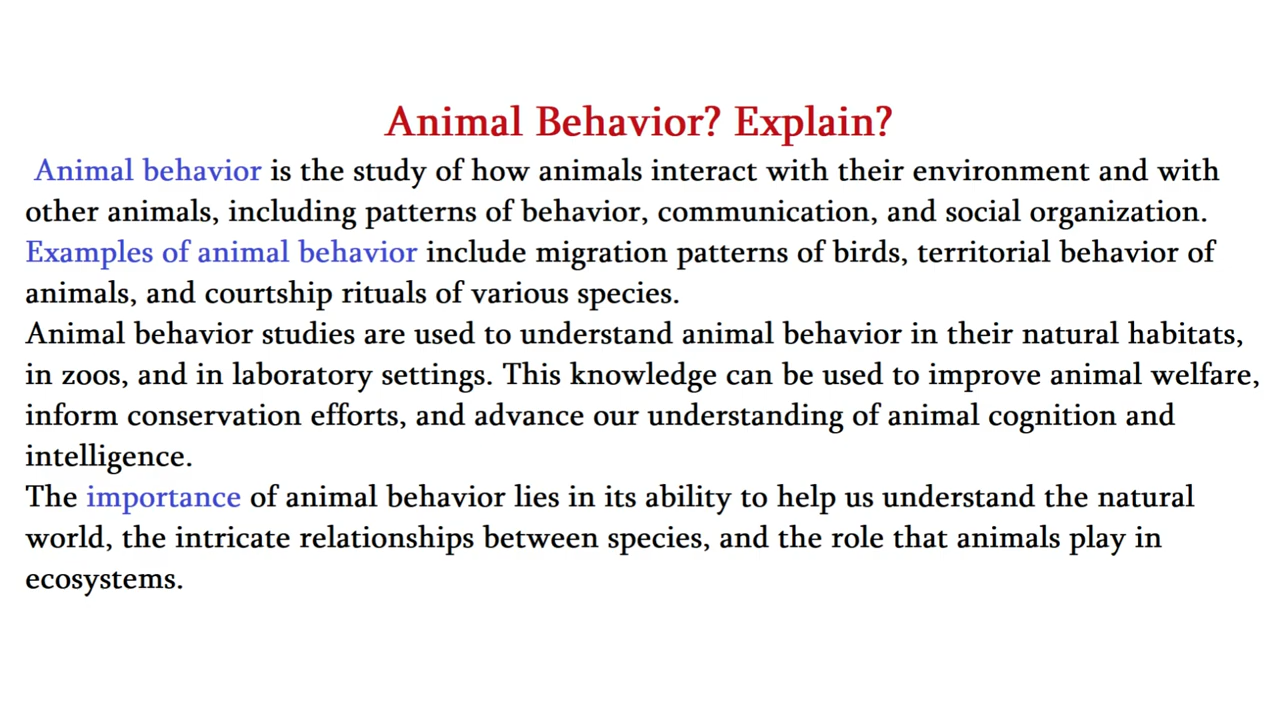 Animal Behavior? Explain?
Animal behavior is the study of how animals interact with their environment and with
other animals, including patterns of behavior, communication, and social organization.
Examples of animal behavior include migration patterns of birds, territorial behavior of
animals, and courtship rituals of various species.
Animal behavior studies are used to understand animal behavior in their natural habitats,
in zoos, and in laboratory settings. This knowledge can be used to improve animal welfare,
inform conservation efforts, and advance our understanding of animal cognition and
intelligence.
The importance of animal behavior lies in its ability to help us understand the natural
world, the intricate relationships between species, and the role that animals play in
ecosystems.